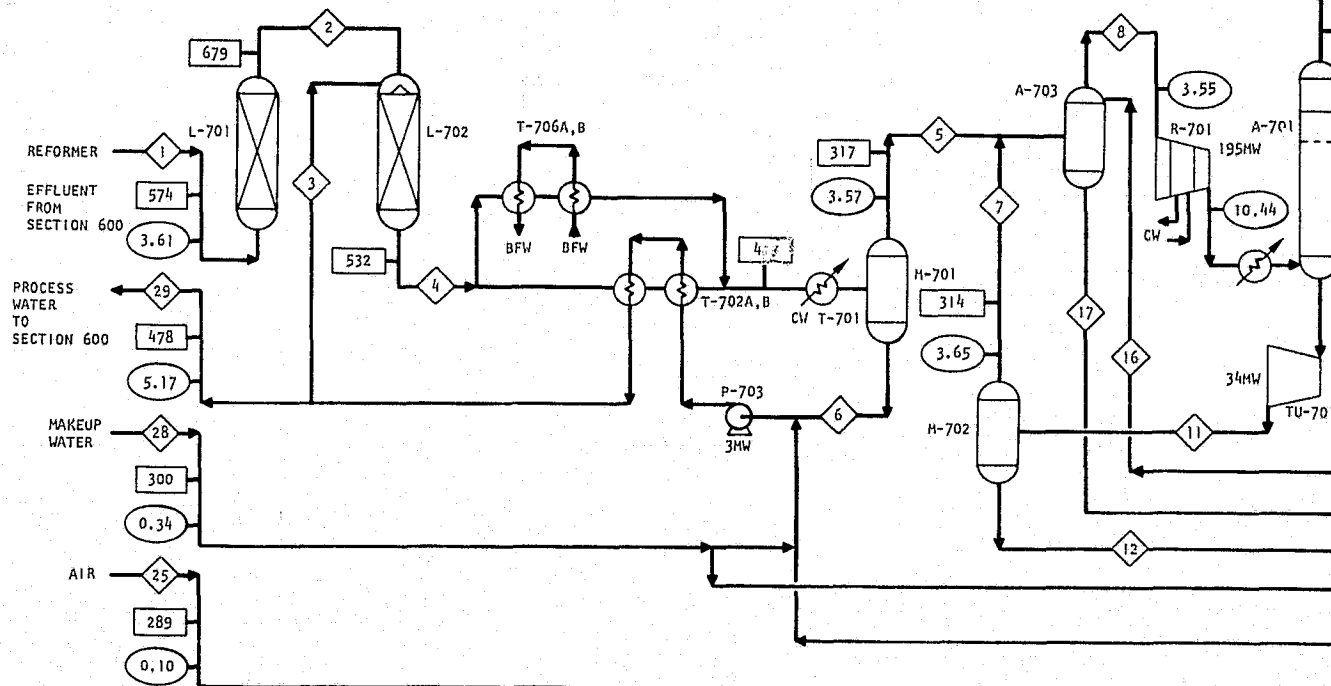 2
679
8
A-703
3.55
L-701
L-702
T-706A,B
R-701
A-701
195MW
REFORMER
1
317
5
EFFLUENT
FROM
SECTION 600
574
3
3.57
7
10.44
3.61
BFW
BFW
CW
532
4
M-701
PROCESS
WATER
TO
SECTION 600
29
T-702A,B
CW T-701
314
17
478
3.65
16
5.17
P-703
34MW
MAKEUP
WATER
28
6
3MW
M-702
11
TU-70
300
0.34
12
AIR
25
289
0.10